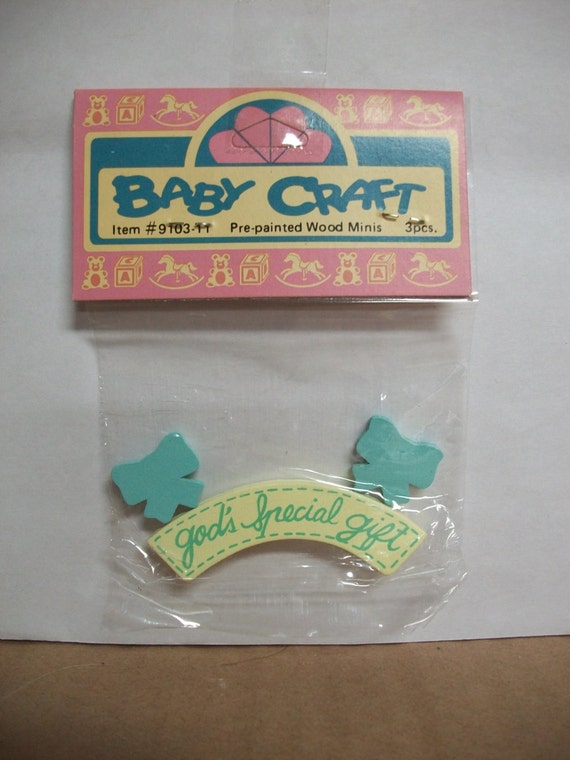 BABY CRAFT
Item #9103-11 Pre-painted Wood Minis 3pcs.
god's special gift